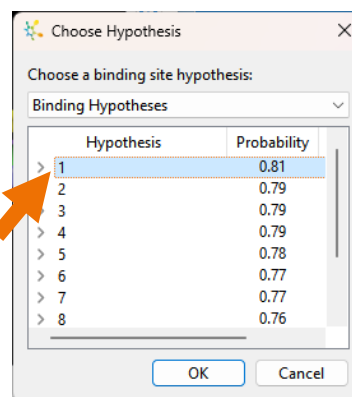 Choose Hypothesis
Choose a binding site hypothesis:
Binding Hypotheses
Hypothesis Probability
1 0.81
2 0.79
3 0.79
4 0.79
5 0.78
6 0.77
7 0.77
8 0.76
OK Cancel